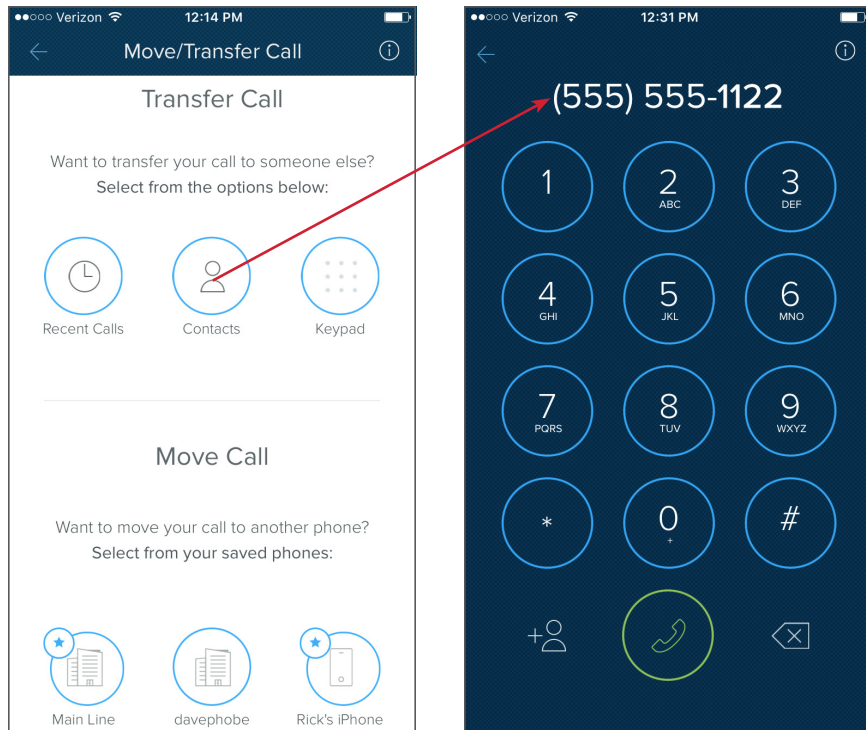 ●●○○○ Verizon 12:14 PM
Move/Transfer Call
Transfer Call
Want to transfer your call to someone else?
Select from the options below:
Recent Calls Contacts Keypad
Move Call
Want to move your call to another phone?
Select from your saved phones:
Main Line davephobe Rick's iPhone
●●○○○ Verizon 12:31 PM
(555) 555-1122
1 2 3
ABC DEF
4 5 6
GHI JKL MNO
7 8 9
PQRS TUV WXYZ
* 0 #
+